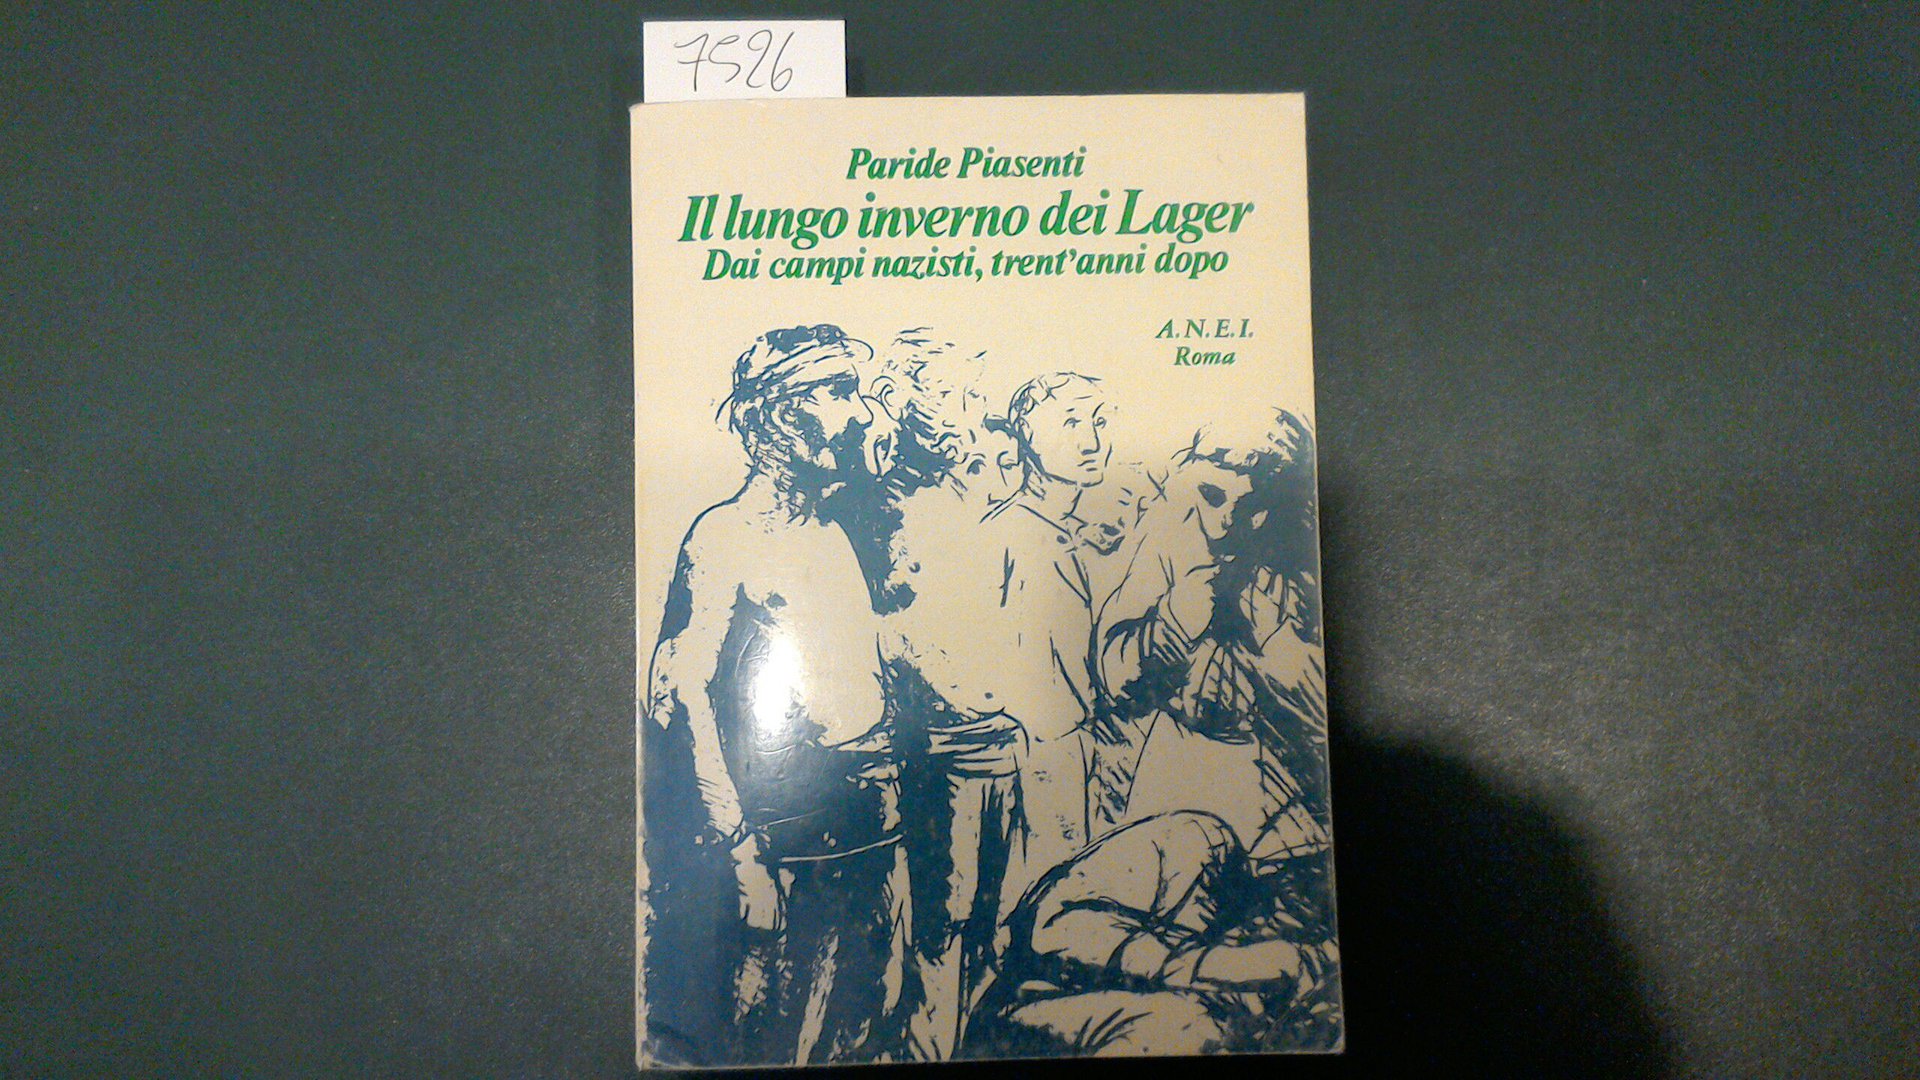 7526
Paride Piasenti
Il lungo inverno dei Lager
Dai campi nazisti, trent'anni dopo
A. N. E. I.
Roma